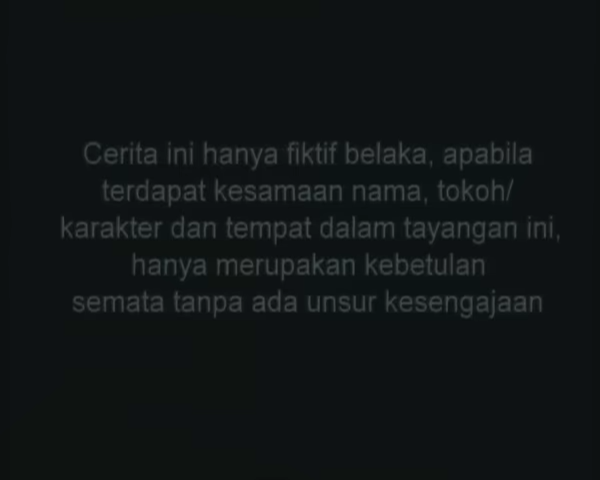 Cerita ini hanya fiktif belaka, apabila
terdapat kesamaan nama, tokoh/
karakter dan tempat dalam tayangan ini,
hanya merupakan kebetulan
semata tanpa ada unsur kesengajaan